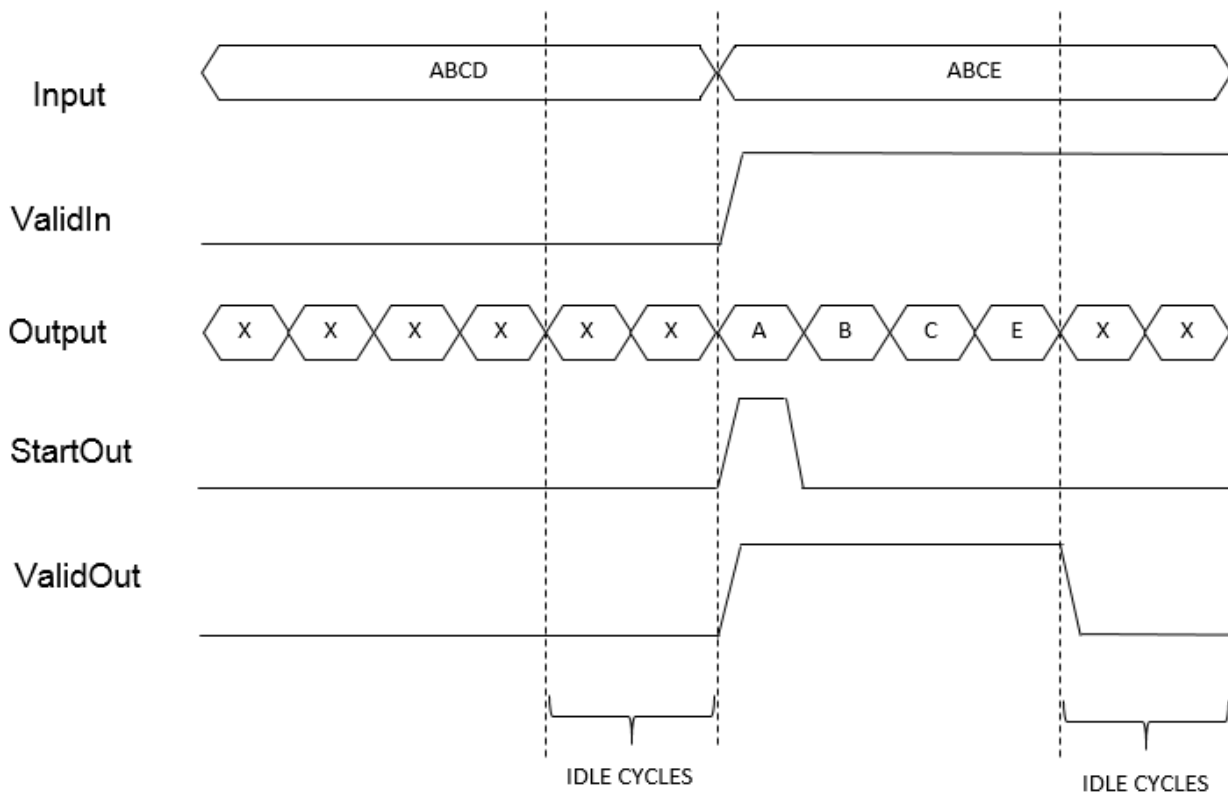 ABCD ABCE
Input
ValidIn
Output X X X X X X A B C E X X
StartOut
ValidOut
IDLE CYCLES IDLE CYCLES